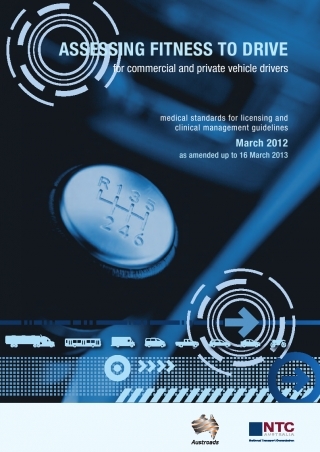 ASSESSING FITNESS TO DRIVE
for commercial and private vehicle drivers
medical standards for licensing and
clinical management guidelines
March 2012
as amended up to 16 March 2013
R 1 3 5
2 4 6
Austroads
NTC
AUSTRALIA
National Transport Commission